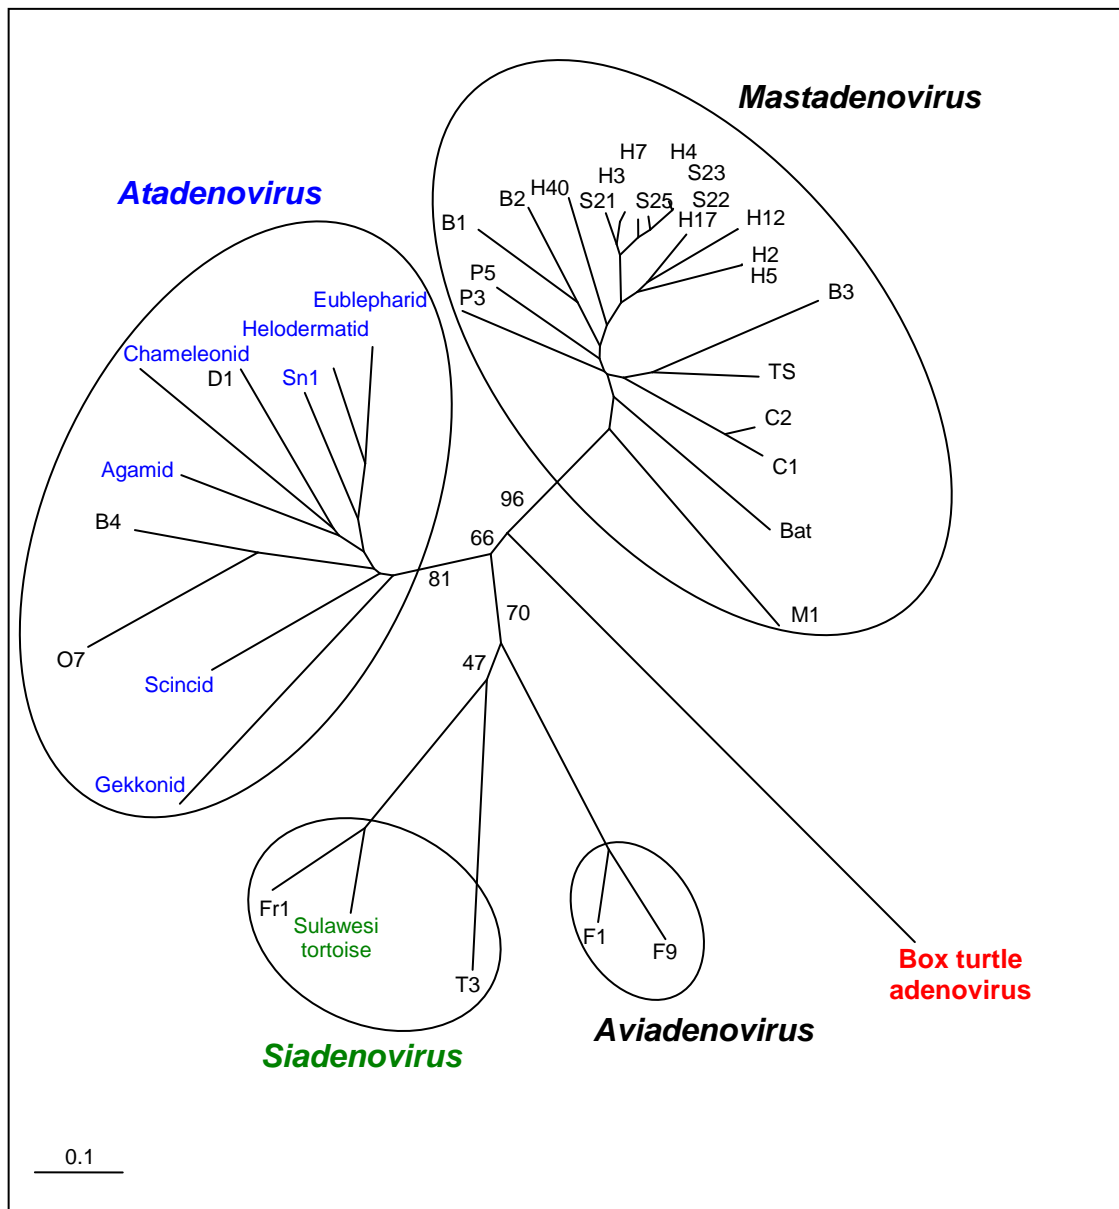 Mastadenovirus
H7
H4
H3
S23
H40
B2
S21
S25
S22
H17
H12
B1
H2
H5
P5
P3
B3
TS
C2
C1
Bat
M1
Atadenovirus
Eublepharid
Helodermatid
Chameleonid
D1
Sn1
Agamid
B4
O7
Scincid
Gekkonid
96
66
81
70
47
Fr1
Sulawesi
tortoise
T3
Siadenovirus
F1
F9
Aviadenovirus
Box turtle
adenovirus
0.1